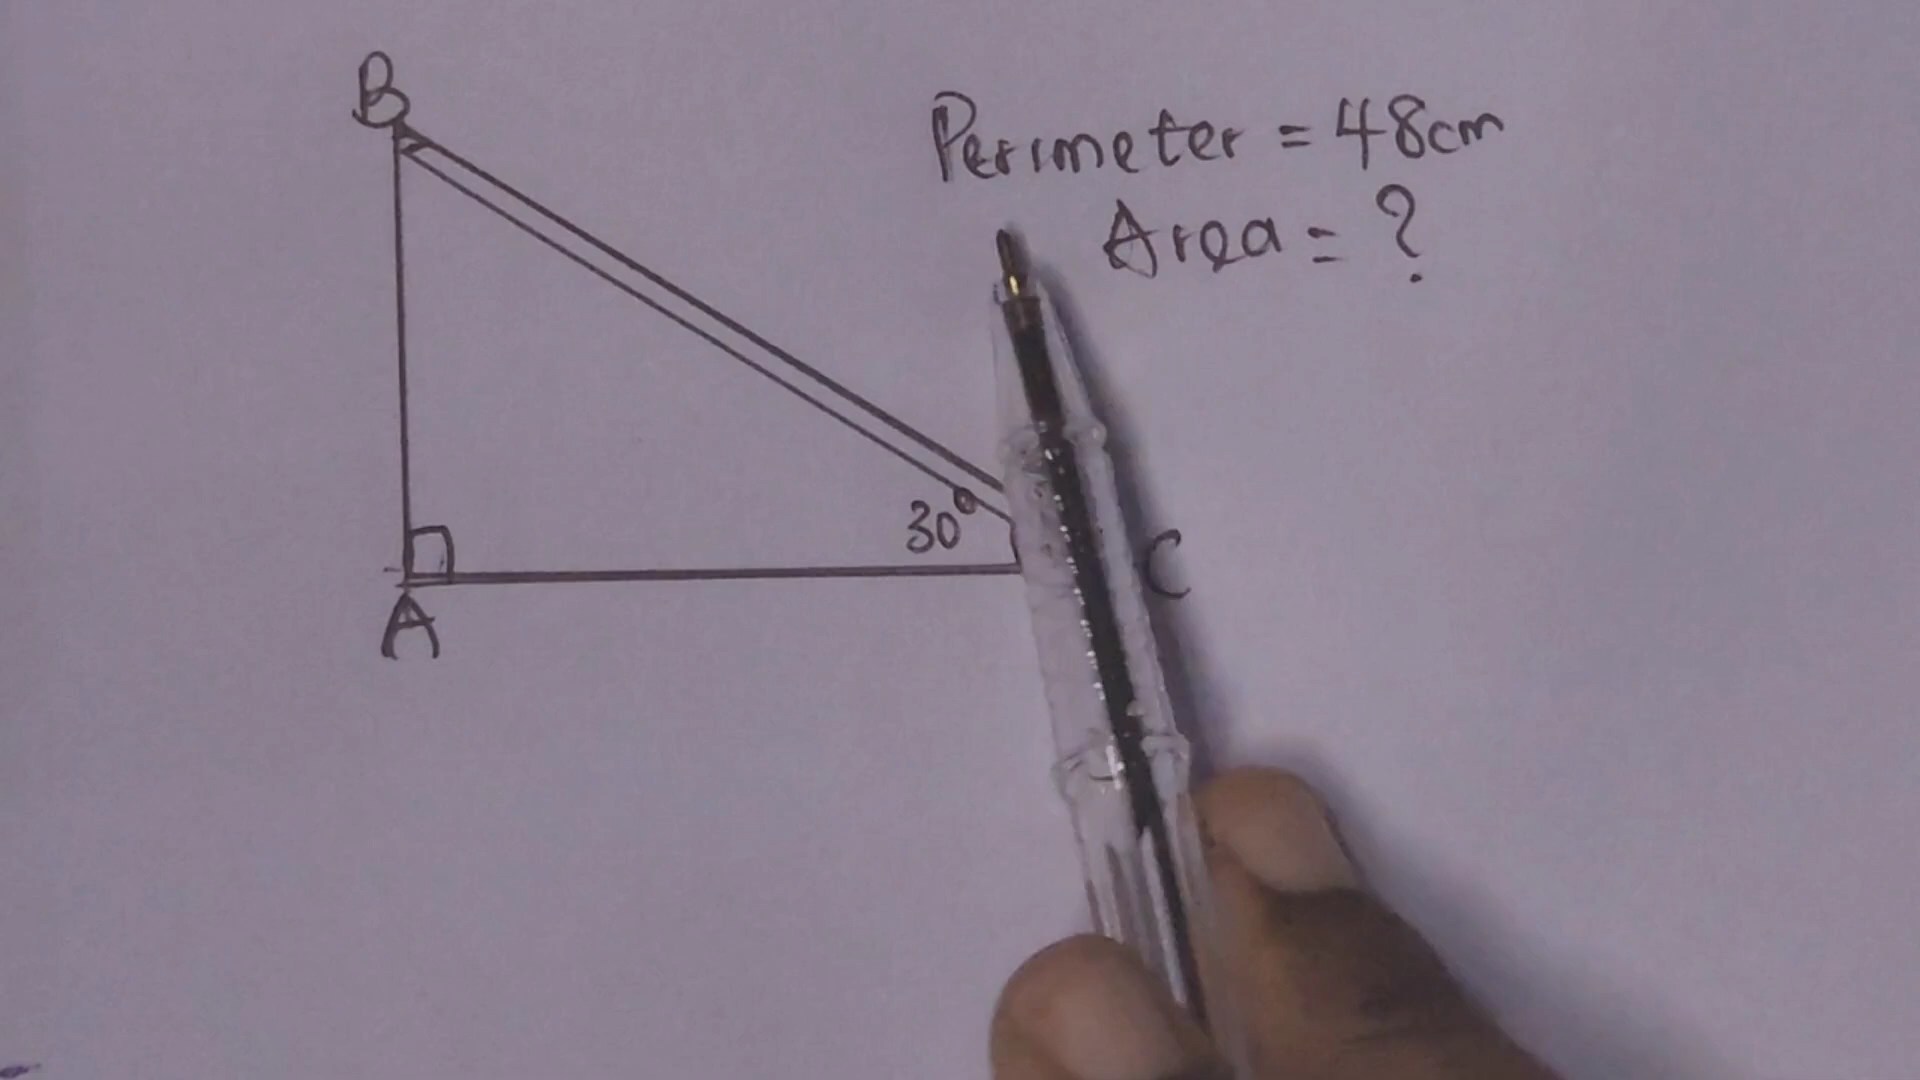 B
Perimeter = 48cm
Area = ?
30°
C
A